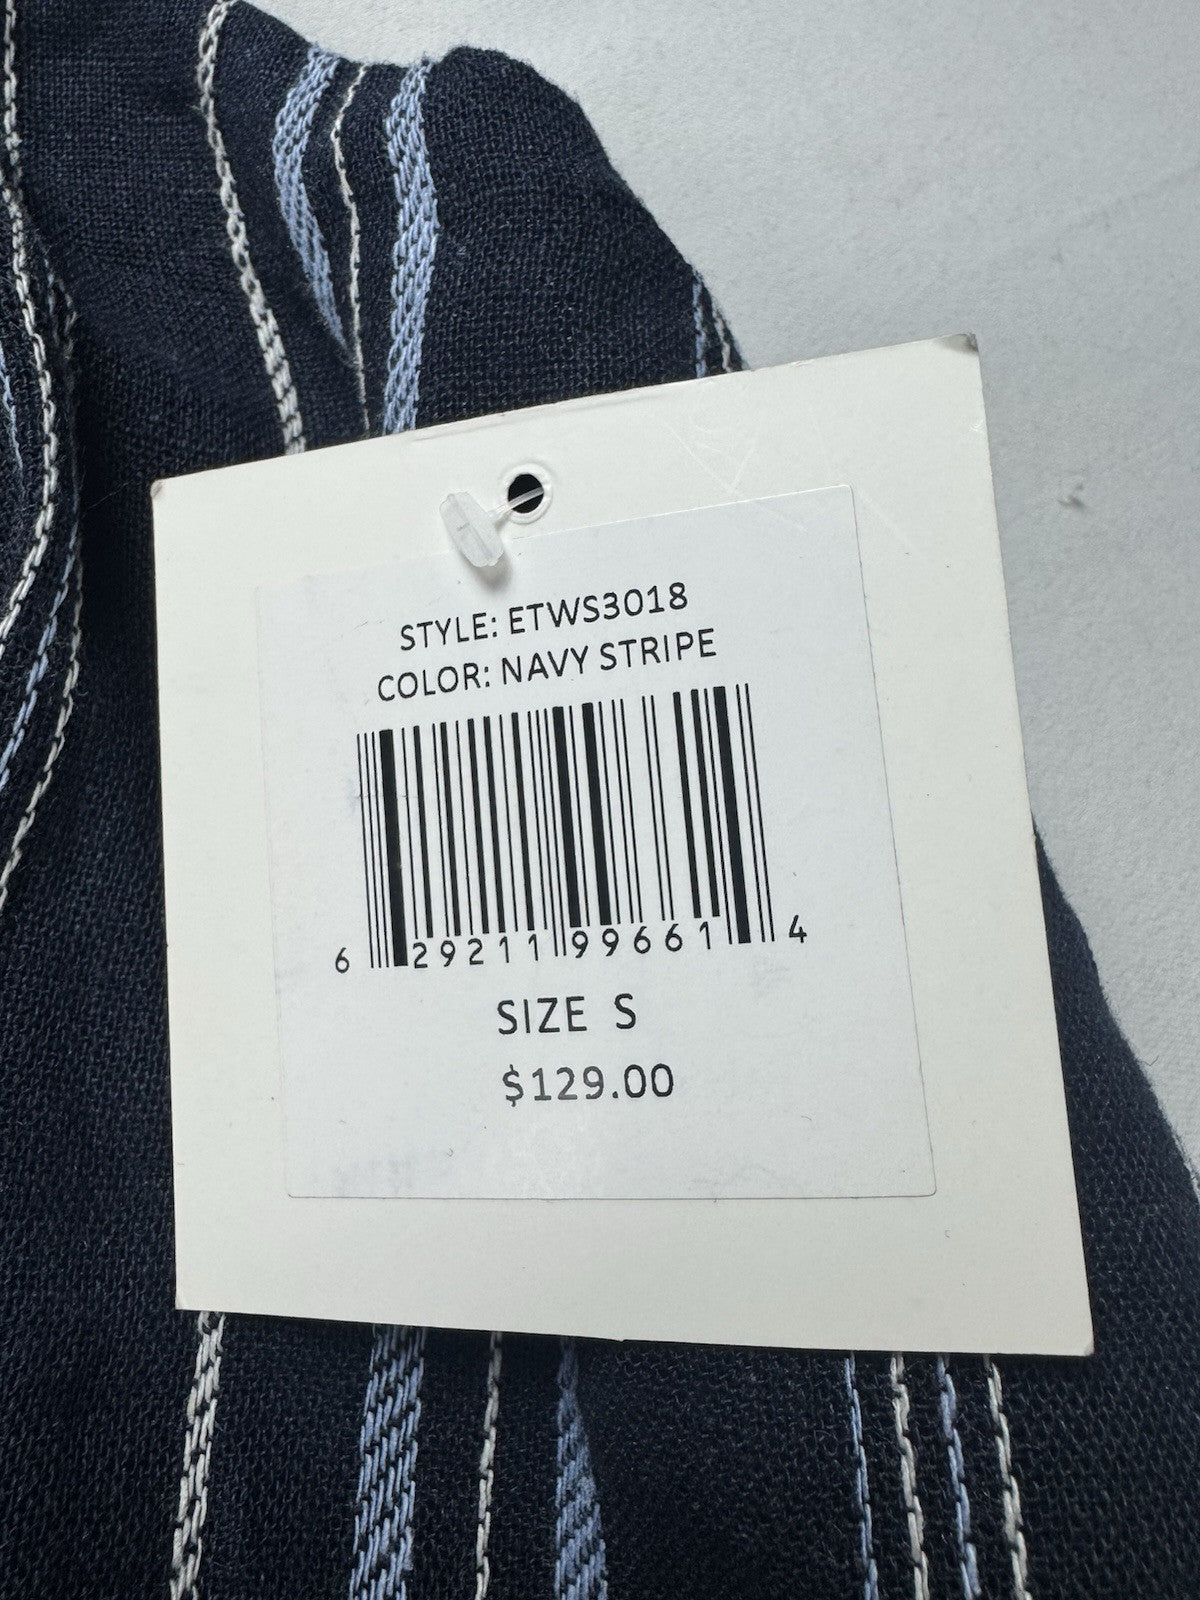 STYLE: ETWS3018
COLOR: NAVY STRIPE
6 29211 99661 4
SIZE S
$129.00